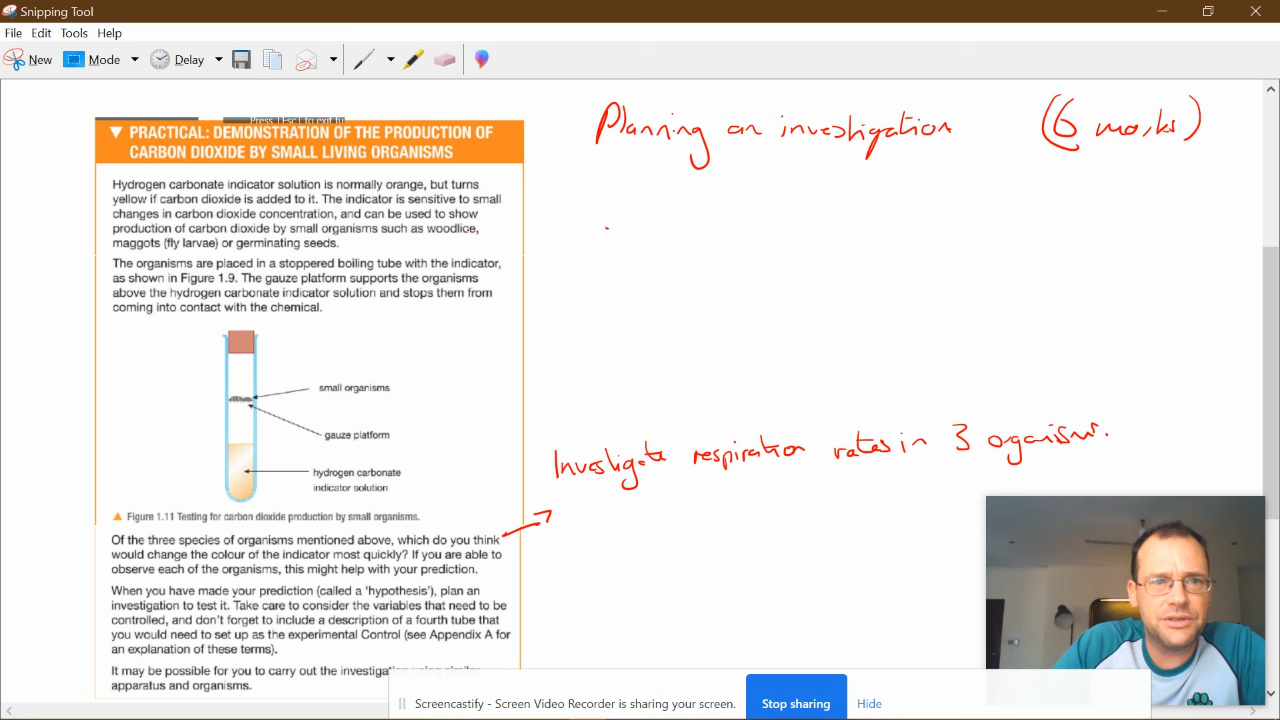 Snipping Tool
File Edit Tools Help
New Mode Delay
Planning an investigation (6 marks)
▼ PRACTICAL: DEMONSTRATION OF THE PRODUCTION OF
CARBON DIOXIDE BY SMALL LIVING ORGANISMS
Hydrogen carbonate indicator solution is normally orange, but turns
yellow if carbon dioxide is added to it. The indicator is sensitive to small
changes in carbon dioxide concentration, and can be used to show
production of carbon dioxide by small organisms such as woodlice,
maggots (fly larvae) or germinating seeds.
The organisms are placed in a stoppered boiling tube with the indicator,
as shown in Figure 1.9. The gauze platform supports the organisms
above the hydrogen carbonate indicator solution and stops them from
coming into contact with the chemical.
small organisms
gauze platform
hydrogen carbonate
indicator solution
▲ Figure 1.11 Testing for carbon dioxide production by small organisms.
Investigate respiration rates in 3 organisms.
Of the three species of organisms mentioned above, which do you think
would change the colour of the indicator most quickly? If you are able to
observe each of the organisms, this might help with your prediction.
When you have made your prediction (called a ‘hypothesis’), plan an
investigation to test it. Take care to consider the variables that need to be
controlled, and don’t forget to include a description of a fourth tube that
you would need to set up as the experimental Control (see Appendix A for
an explanation of these terms).
It may be possible for you to carry out the investigation
apparatus and organisms.
Screencastify - Screen Video Recorder is sharing your screen. Stop sharing Hide